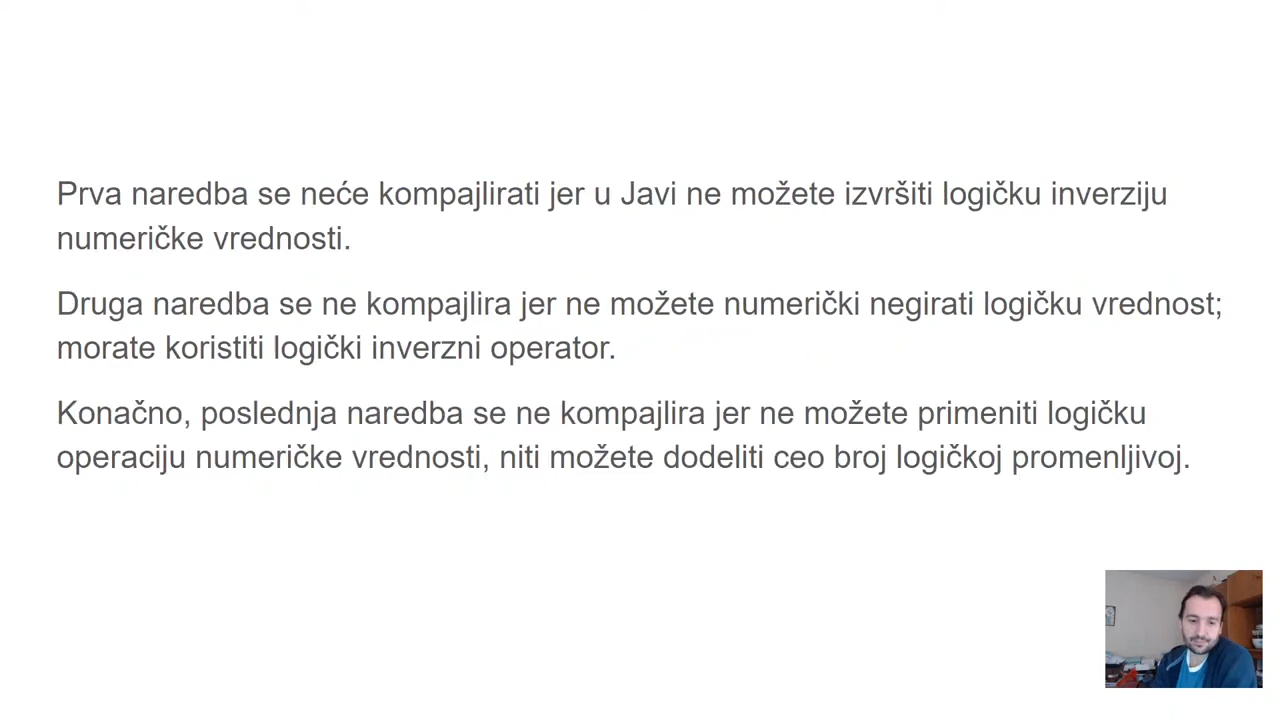 Prva naredba se neće kompajlirati jer u Javi ne možete izvršiti logičku inverziju
numeričke vrednosti.
Druga naredba se ne kompajlira jer ne možete numerički negirati logičku vrednost;
morate koristiti logički inverzni operator.
Konačno, poslednja naredba se ne kompajlira jer ne možete primeniti logičku
operaciju numeričke vrednosti, niti možete dodeliti ceo broj logičkoj promenljivoj.